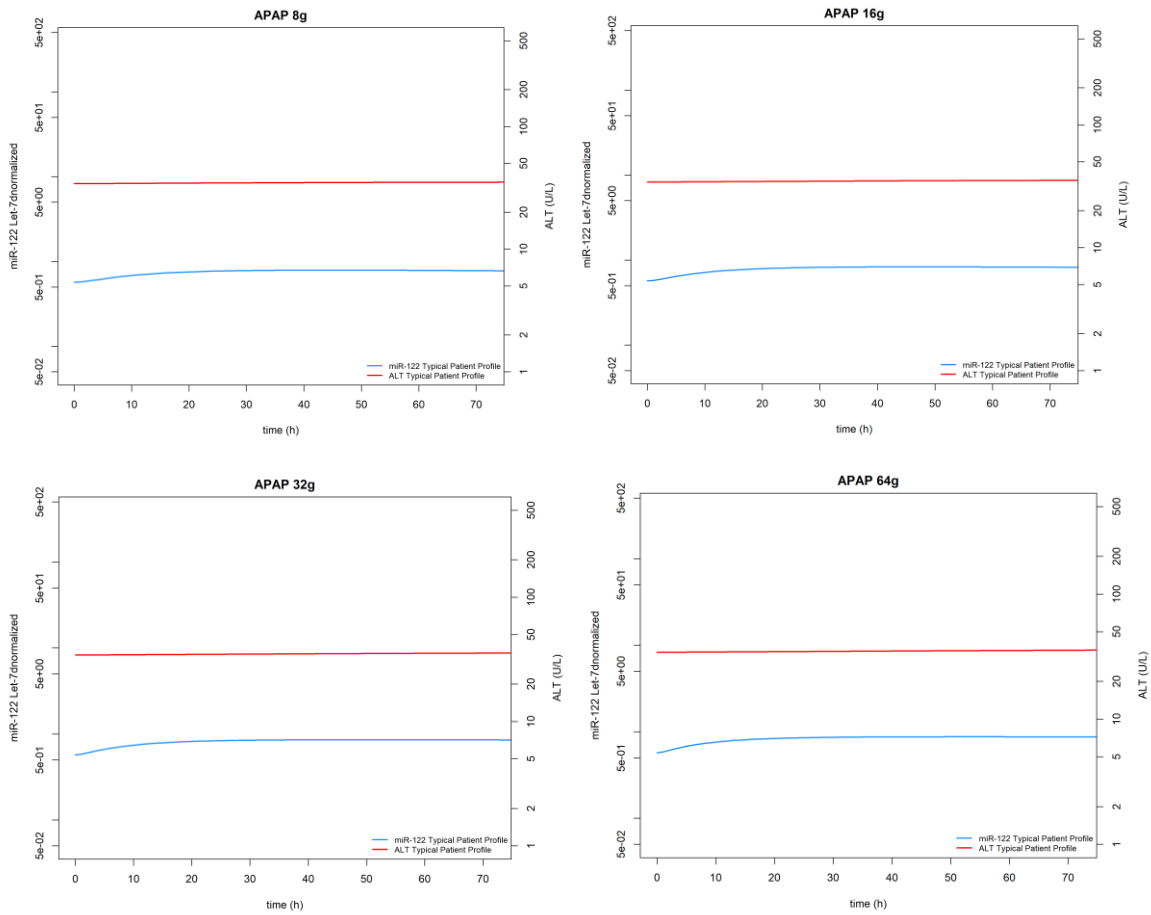 APAP 8g
5e+02
5e+01
5e+00
5e-01
5e-02
miR-122 Let-7dnormalized
500
200
100
50
20
10
5
2
1
ALT (U/L)
miR-122 Typical Patient Profile
ALT Typical Patient Profile
0 10 20 30 40 50 60 70
time (h)
APAP 16g
5e+02
5e+01
5e+00
5e-01
5e-02
miR-122 Let-7dnormalized
500
200
100
50
20
10
5
2
1
ALT (U/L)
miR-122 Typical Patient Profile
ALT Typical Patient Profile
0 10 20 30 40 50 60 70
time (h)
APAP 32g
5e+02
5e+01
5e+00
5e-01
5e-02
miR-122 Let-7dnormalized
500
200
100
50
20
10
5
2
1
ALT (U/L)
miR-122 Typical Patient Profile
ALT Typical Patient Profile
0 10 20 30 40 50 60 70
time (h)
APAP 64g
5e+02
5e+01
5e+00
5e-01
5e-02
miR-122 Let-7dnormalized
500
200
100
50
20
10
5
2
1
ALT (U/L)
miR-122 Typical Patient Profile
ALT Typical Patient Profile
0 10 20 30 40 50 60 70
time (h)